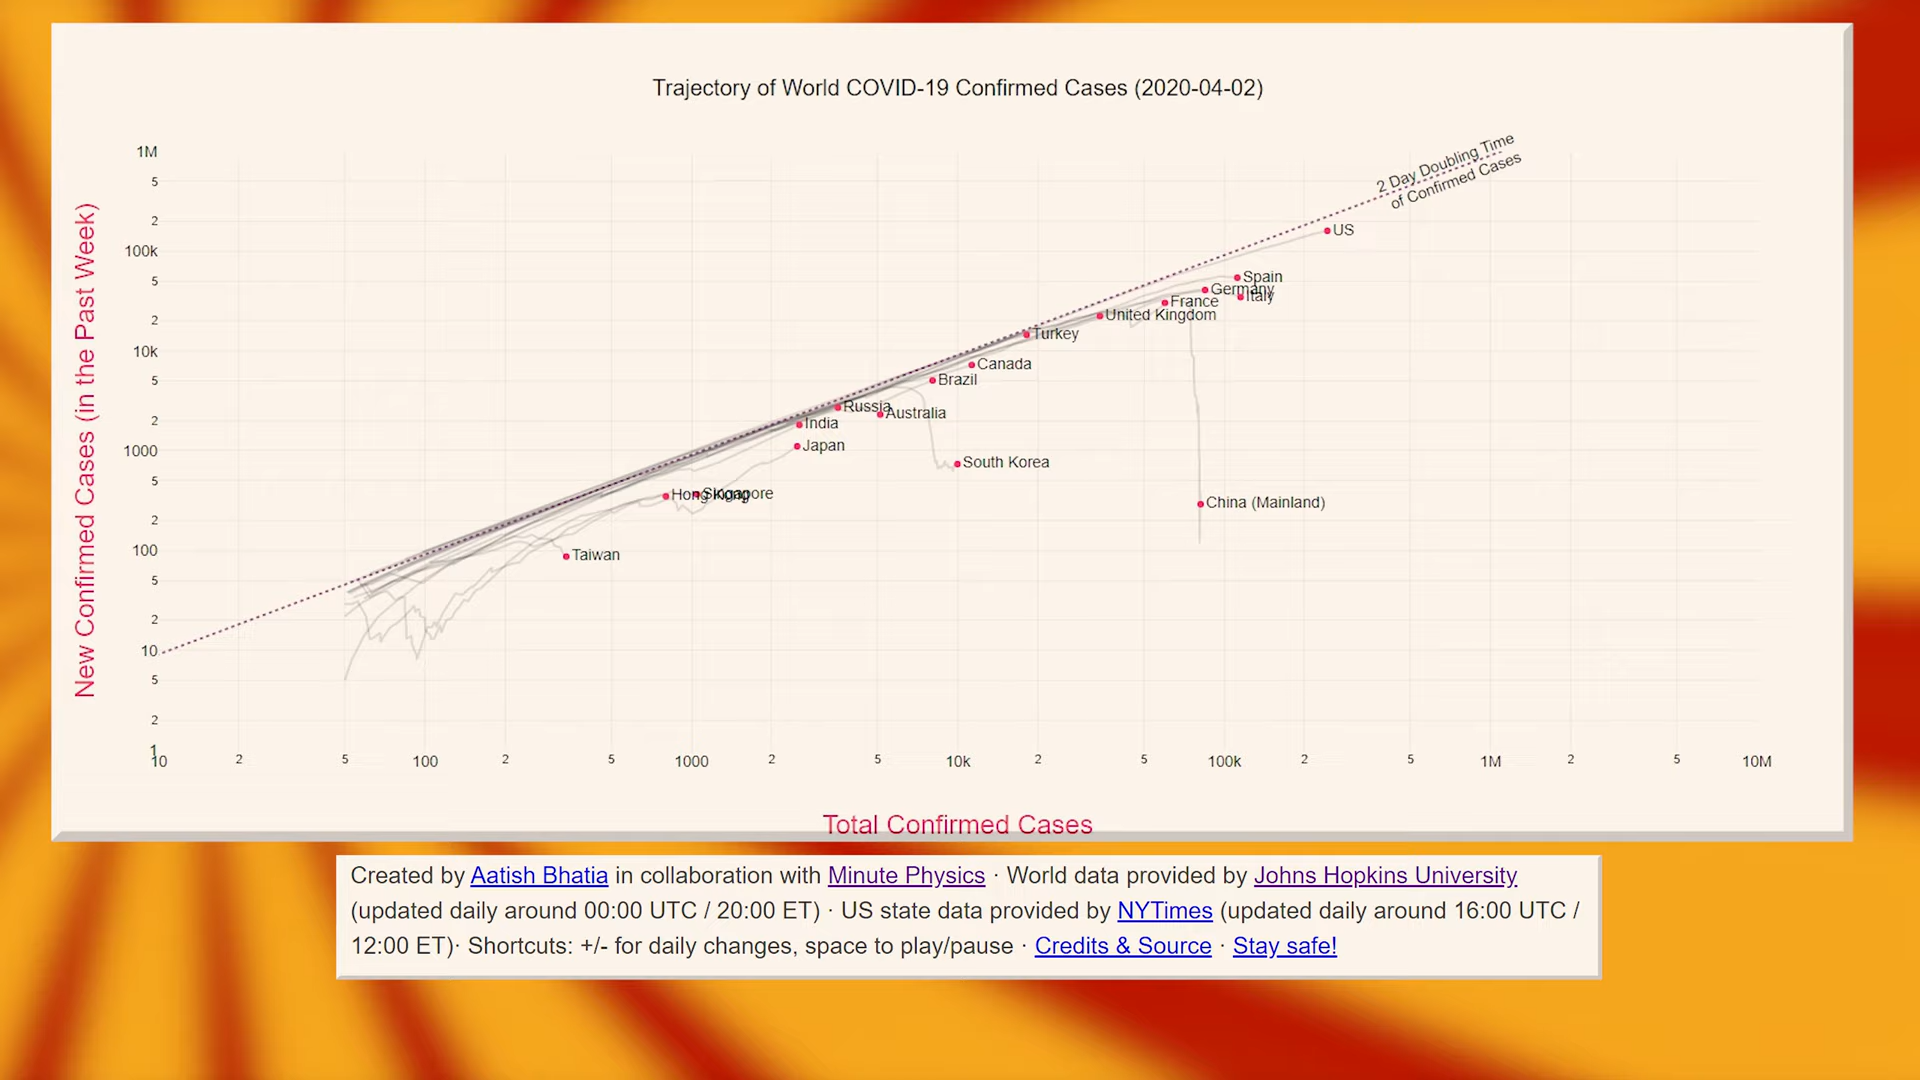 Trajectory of World COVID-19 Confirmed Cases (2020-04-02)
New Confirmed Cases (in the Past Week)
1M
5
2
100k
5
2
10k
5
2
1000
5
2
100
5
2
10
5
2
1
2 Day Doubling Time
of Confirmed Cases
US
Spain
Germany
Italy
France
United Kingdom
Turkey
Canada
Brazil
Russia
Australia
India
Japan
South Korea
Hong Kong
Singapore
China (Mainland)
Taiwan
10 2 5 100 2 5 1000 2 5 10k 2 5 100k 2 5 1M 2 5 10M
Total Confirmed Cases
Created by Aatish Bhatia in collaboration with Minute Physics · World data provided by Johns Hopkins University
(updated daily around 00:00 UTC / 20:00 ET) · US state data provided by NYTimes (updated daily around 16:00 UTC /
12:00 ET)· Shortcuts: +/- for daily changes, space to play/pause · Credits & Source · Stay safe!